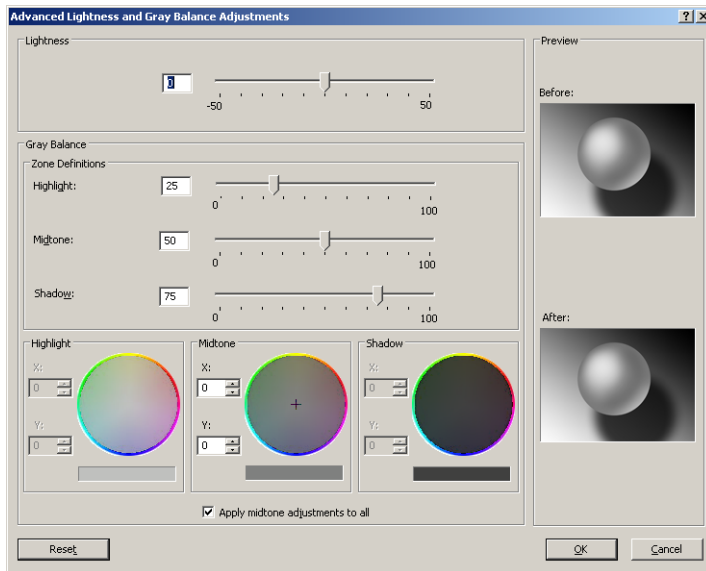 Advanced Lightness and Gray Balance Adjustments
Lightness
0
-50 50
Gray Balance
Zone Definitions
Highlight: 25
0 100
Midtone: 50
0 100
Shadow: 75
0 100
Highlight
X:
0
Y:
0
Midtone
X:
0
Y:
0
Shadow
X:
0
Y:
0
Apply midtone adjustments to all
Preview
Before:
After:
Reset OK Cancel